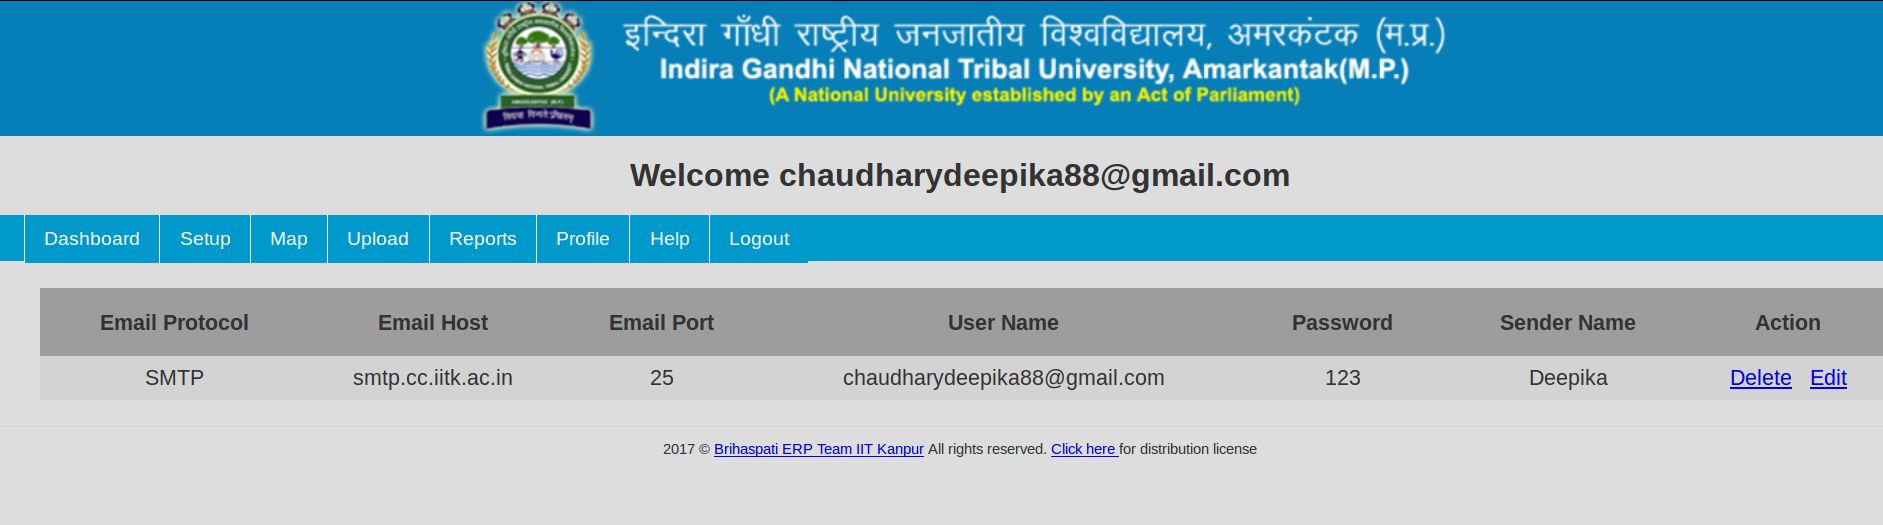 इन्दिरा गाँधी राष्ट्रीय जनजातीय विश्वविद्यालय, अमरकंटक (म.प्र.)
Indira Gandhi National Tribal University, Amarkantak(M.P.)
(A National University established by an Act of Parliament)
AMARKANTAK (M.P.)
Welcome chaudharydeepika88@gmail.com
Dashboard Setup Map Upload Reports Profile Help Logout
Email Protocol Email Host Email Port User Name Password Sender Name Action
SMTP smtp.cc.iitk.ac.in 25 chaudharydeepika88@gmail.com 123 Deepika Delete Edit
2017 © Brihaspati ERP Team IIT Kanpur All rights reserved. Click here for distribution license